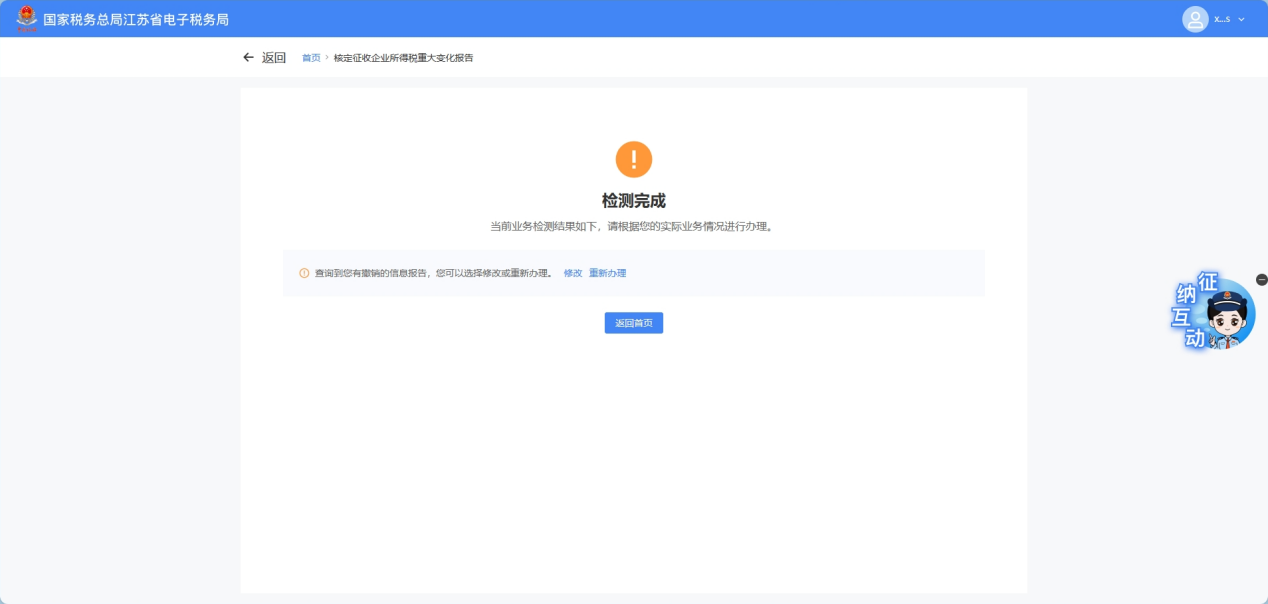 国家税务总局江苏省电子税务局
x...s
返回 首页 > 核定征收企业所得税重大变化报告
检测完成
当前业务检测结果如下，请根据您的实际业务情况进行办理。
查询到您有撤销的信息报告，您可以选择修改或重新办理。 修改 重新办理
返回首页
征纳互动